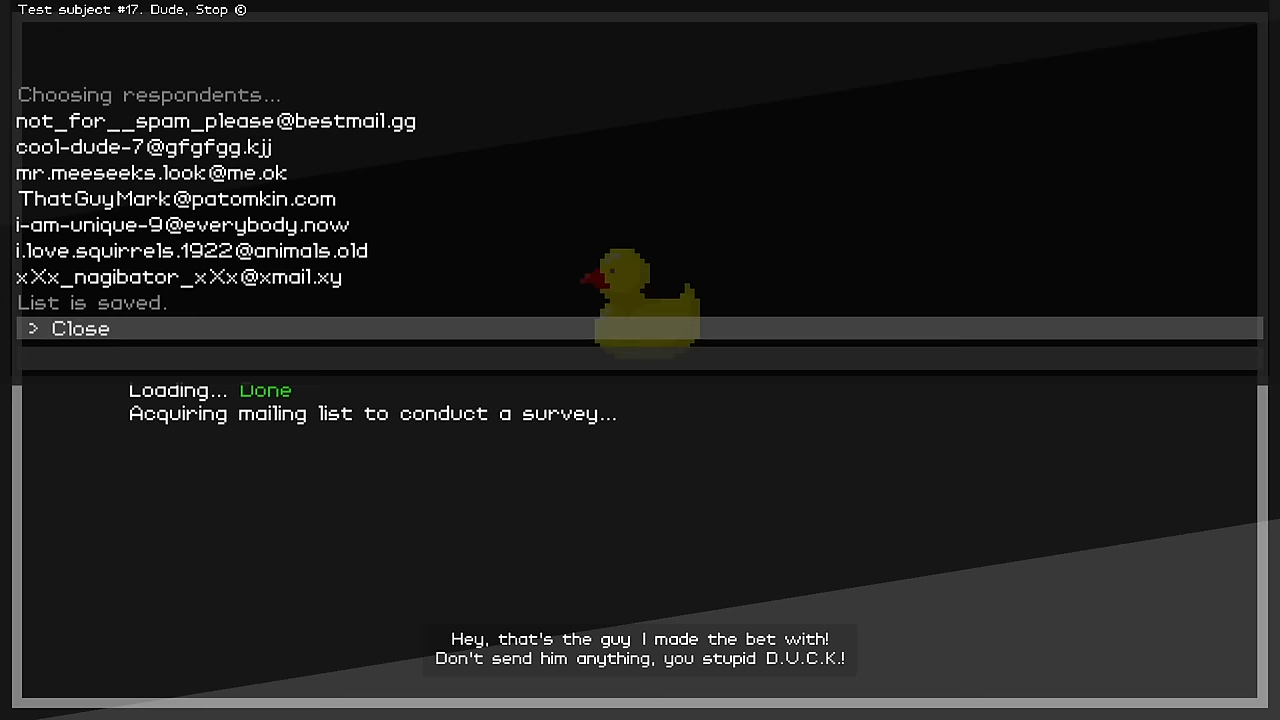 Test subject #17. Dude, Stop ©
Choosing respondents...
not_for__spam_please@bestmail.gg
cool-dude-7@gfgfgg.kjj
mr.meeseeks.look@me.ok
ThatGuyMark@patomkin.com
i-am-unique-9@everybody.now
i.love.squirrels.1922@animals.old
xXx_nagibator_xXx@xmail.xy
List is saved.
> Close
Loading... Done
Acquiring mailing list to conduct a survey...
Hey, that's the guy I made the bet with!
Don't send him anything, you stupid D.U.C.K.!